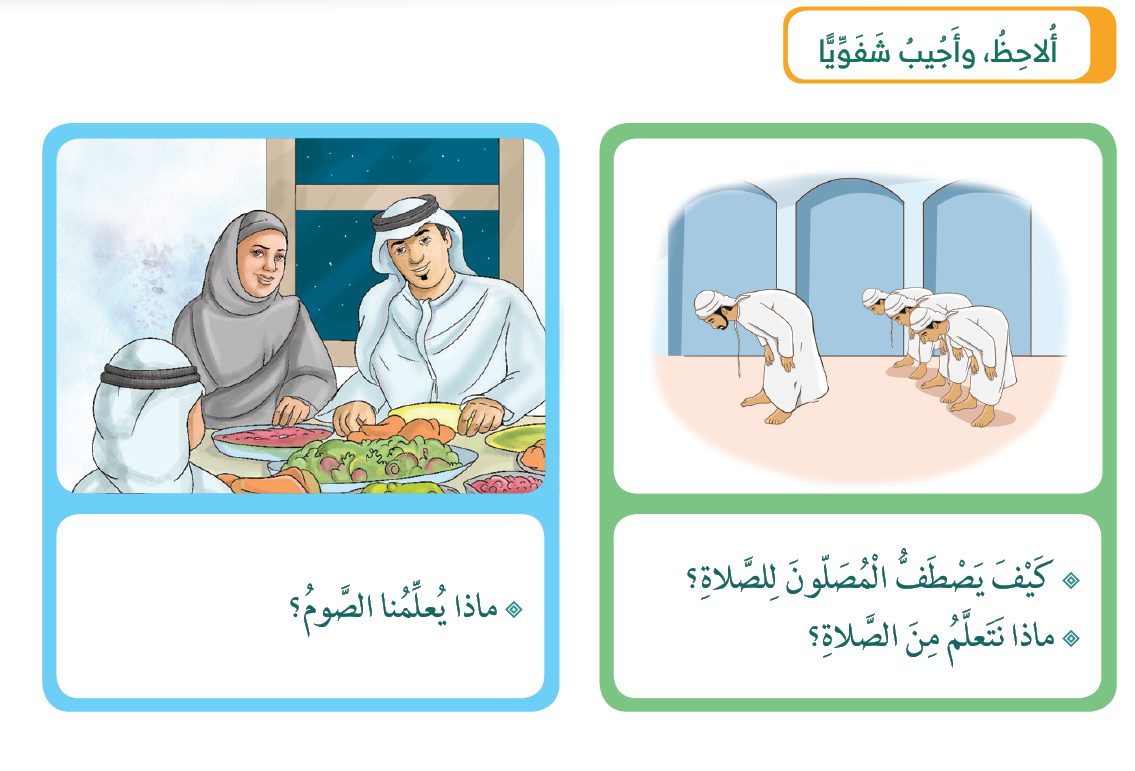 أُلاحِظُ، وأَجُيبُ شَفَوِّيًّا
كَيْفَ يَصْطَفُّ الْمُصَلّونَ لِلصَّلاةِ؟
ماذا نَتَعلَّمُ مِنَ الصَّلاةِ؟
ماذا يُعلِّمُنا الصَّومُ؟